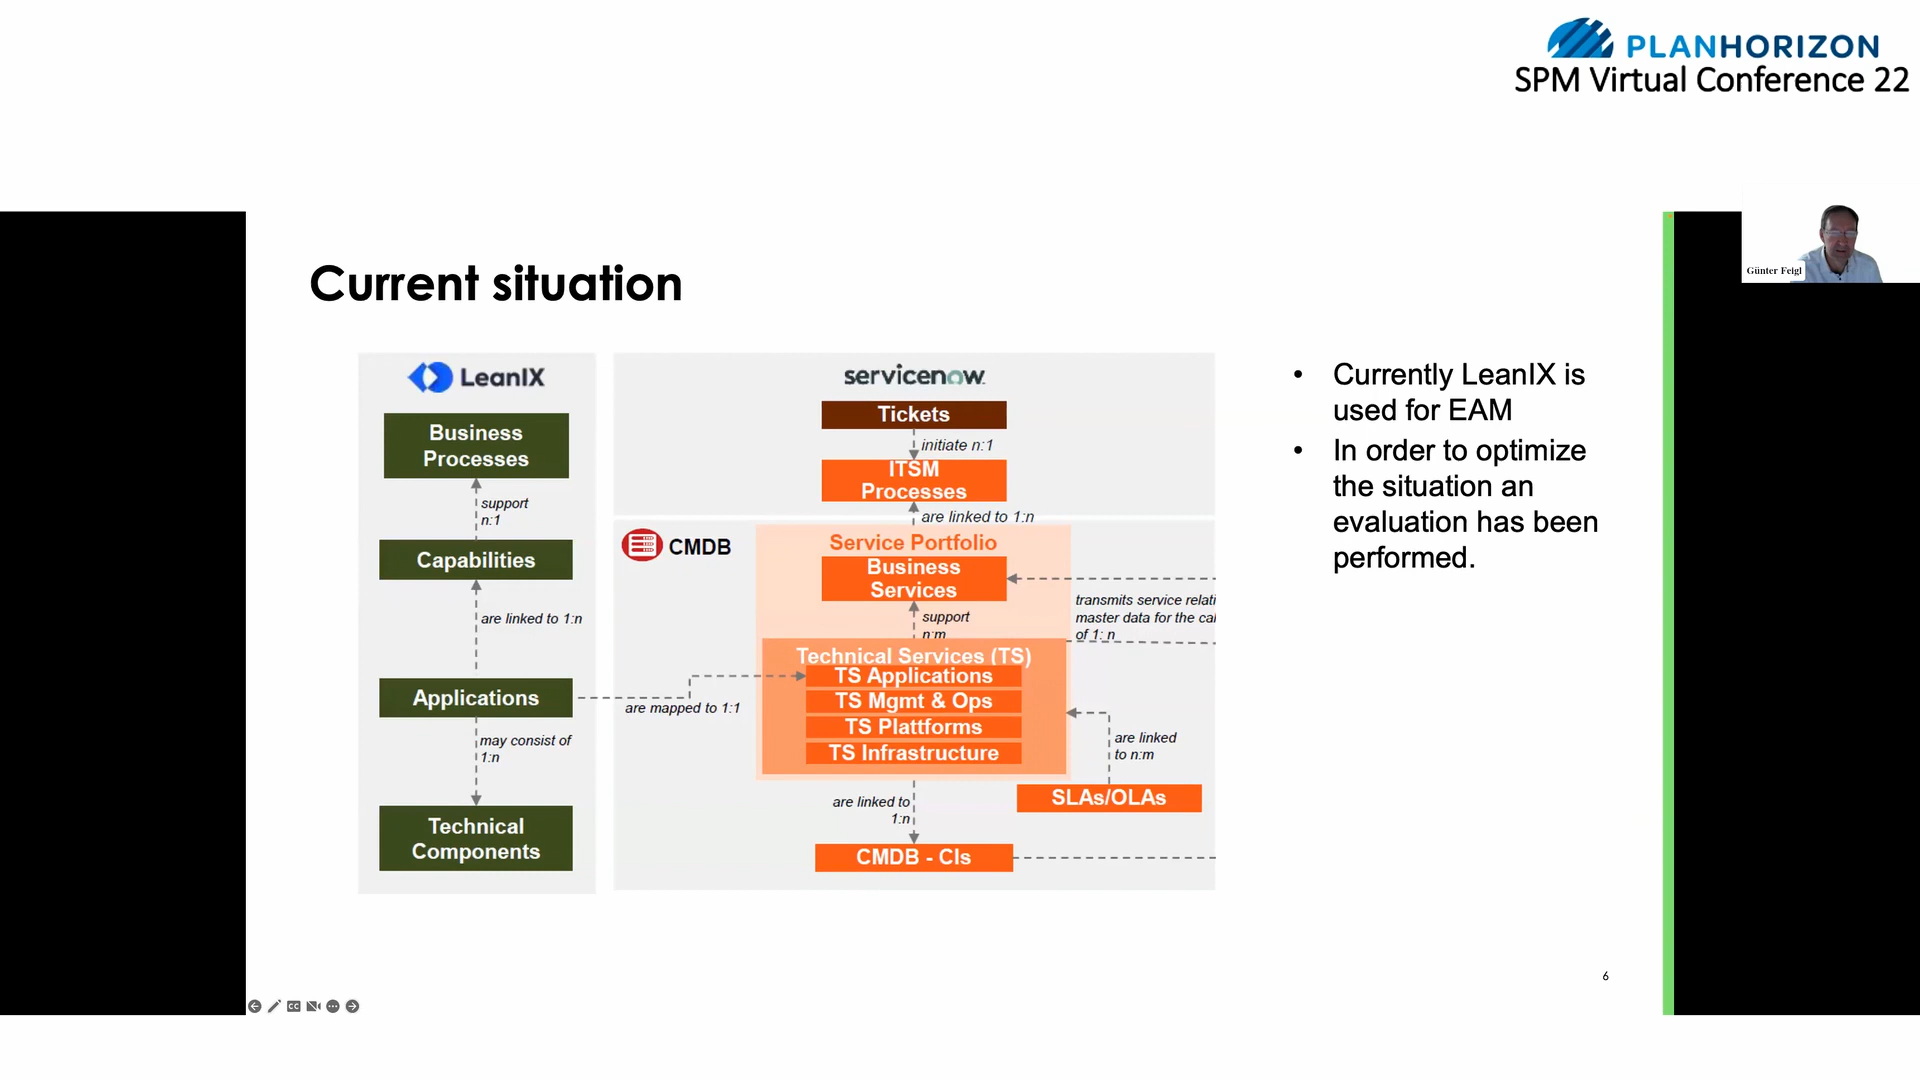 PLANHORIZON
SPM Virtual Conference 22
Günter Feigl
Current situation
LeanIX
Business
Processes
support
n:1
Capabilities
are linked to 1:n
Applications
are mapped to 1:1
may consist of
1:n
Technical
Components
servicenow
Tickets
initiate n:1
ITSM
Processes
are linked to 1:n
CMDB
Service Portfolio
Business
Services
support
n:m
transmits service relati
master data for the cal
of 1: n
Technical Services (TS)
TS Applications
TS Mgmt & Ops
TS Plattforms
TS Infrastructure
are linked
to n:m
SLAs/OLAs
are linked to
1:n
CMDB - CIs
• Currently LeanIX is
used for EAM
• In order to optimize
the situation an
evaluation has been
performed.
6
CC